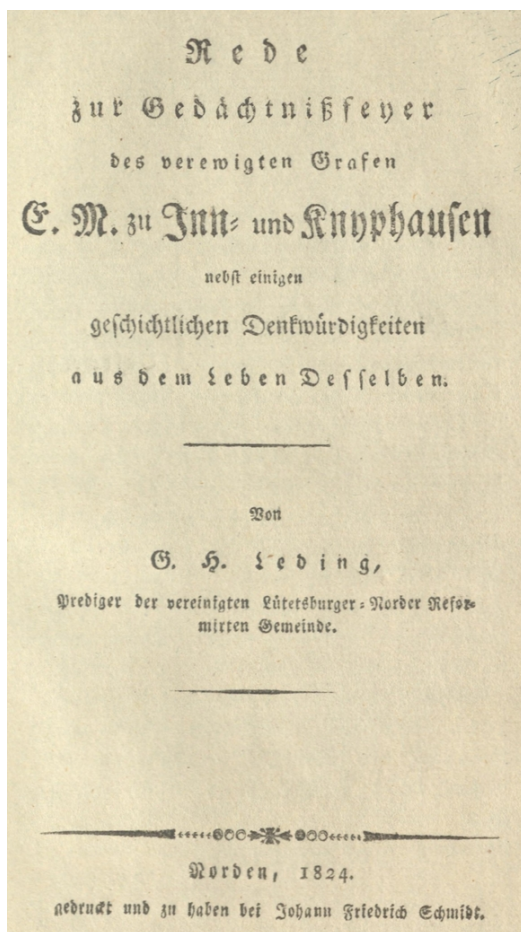 Rede
zur Gedächtnißfeyer
des verewigten Grafen
E. M. zu Inn- und Knyphausen
nebst einigen
geschichtlichen Denkwürdigkeiten
aus dem Leben Desselben.
Von
G. H. Leding,
Prediger der vereinigten Lütetsburger-Norder Refor-
mirten Gemeinde.
Norden, 1824.
gedruckt und zu haben bei Johann Friedrich Schmidt.